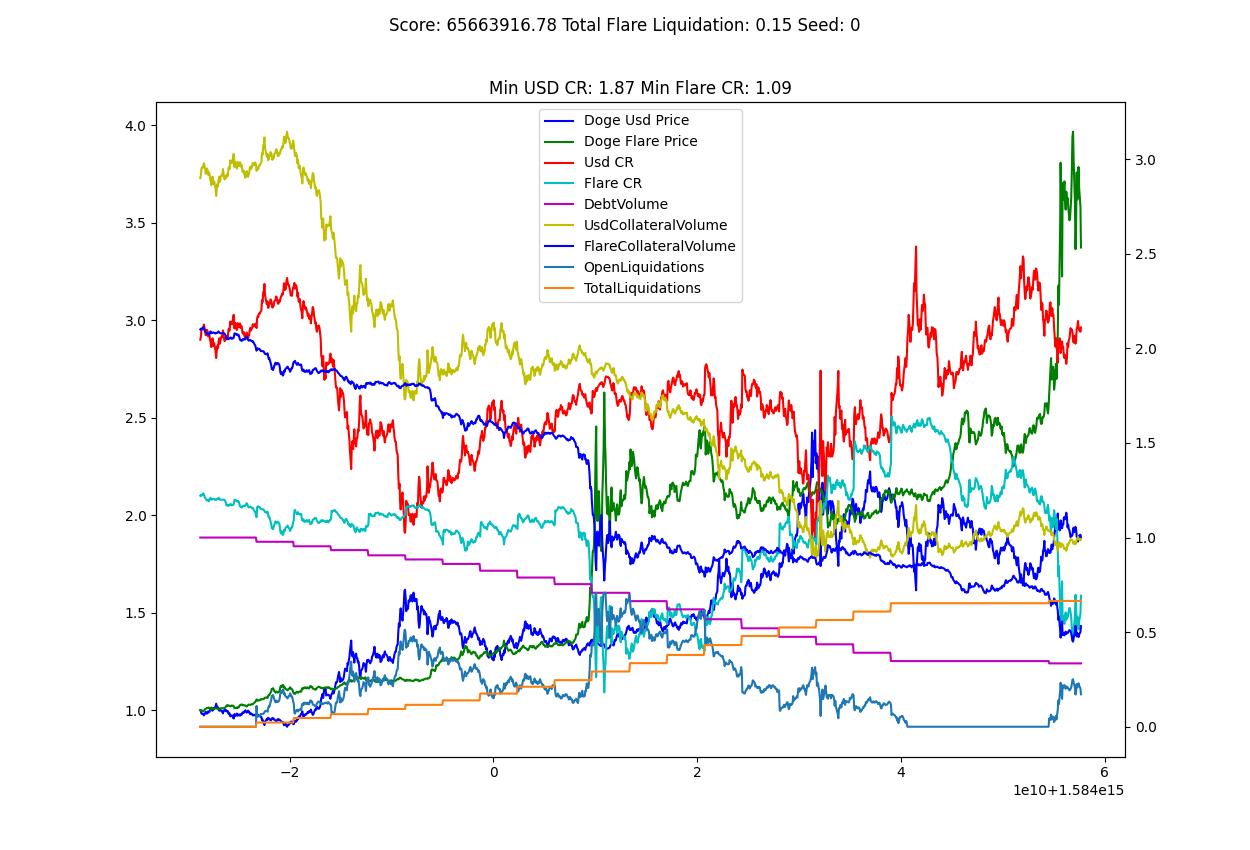 Score: 65663916.78 Total Flare Liquidation: 0.15 Seed: 0
Min USD CR: 1.87 Min Flare CR: 1.09
Doge Usd Price
Doge Flare Price
Usd CR
Flare CR
DebtVolume
UsdCollateralVolume
FlareCollateralVolume
OpenLiquidations
TotalLiquidations
4.0
3.5
3.0
2.5
2.0
1.5
1.0
3.0
2.5
2.0
1.5
1.0
0.5
0.0
−2
0
2
4
6
1e10+1.584e15